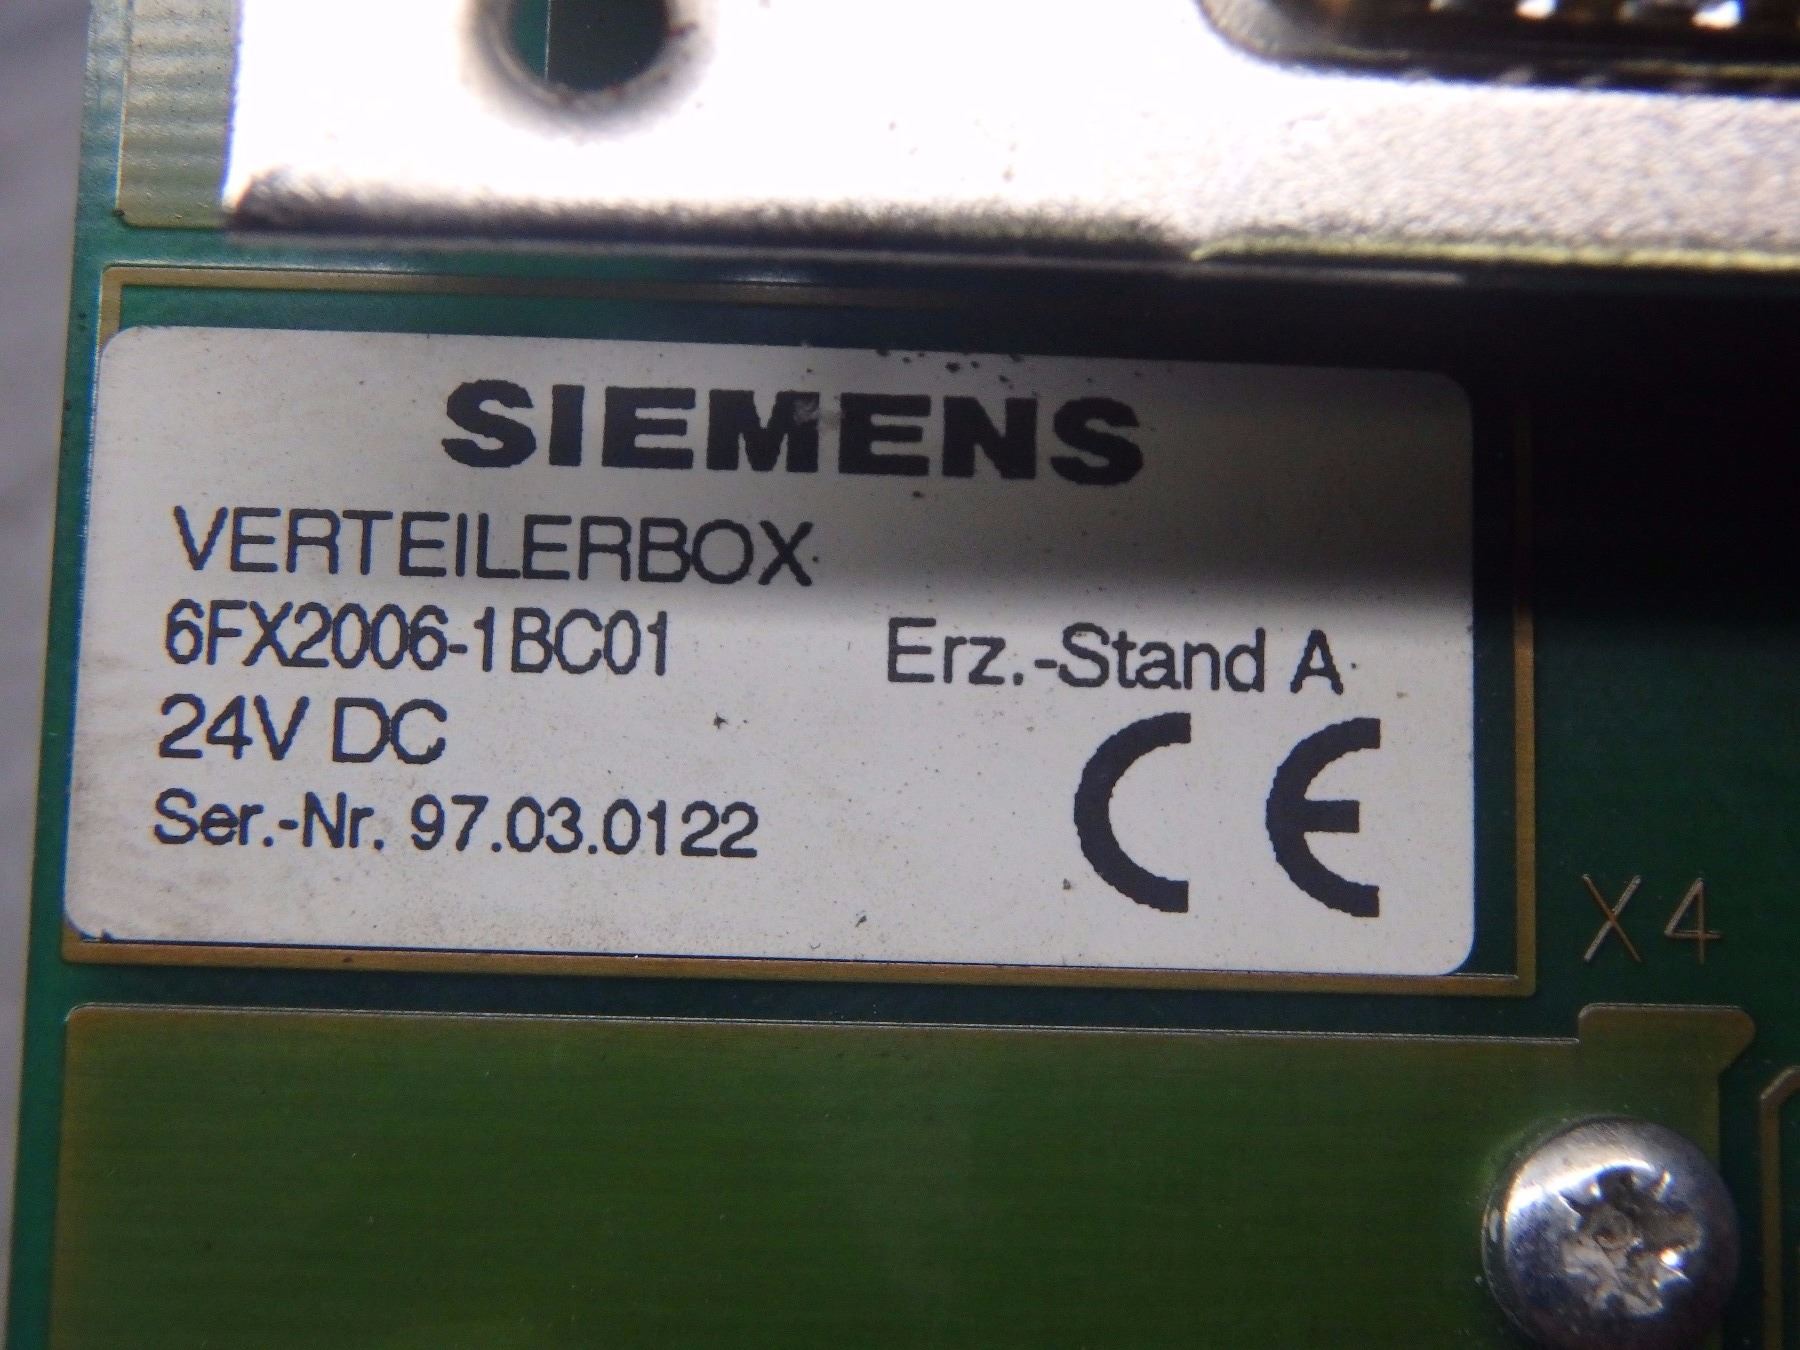 SIEMENS
VERTEILERBOX
6FX2006-1BC01 Erz.-Stand A
24V DC
Ser.-Nr. 97.03.0122
CE
X4